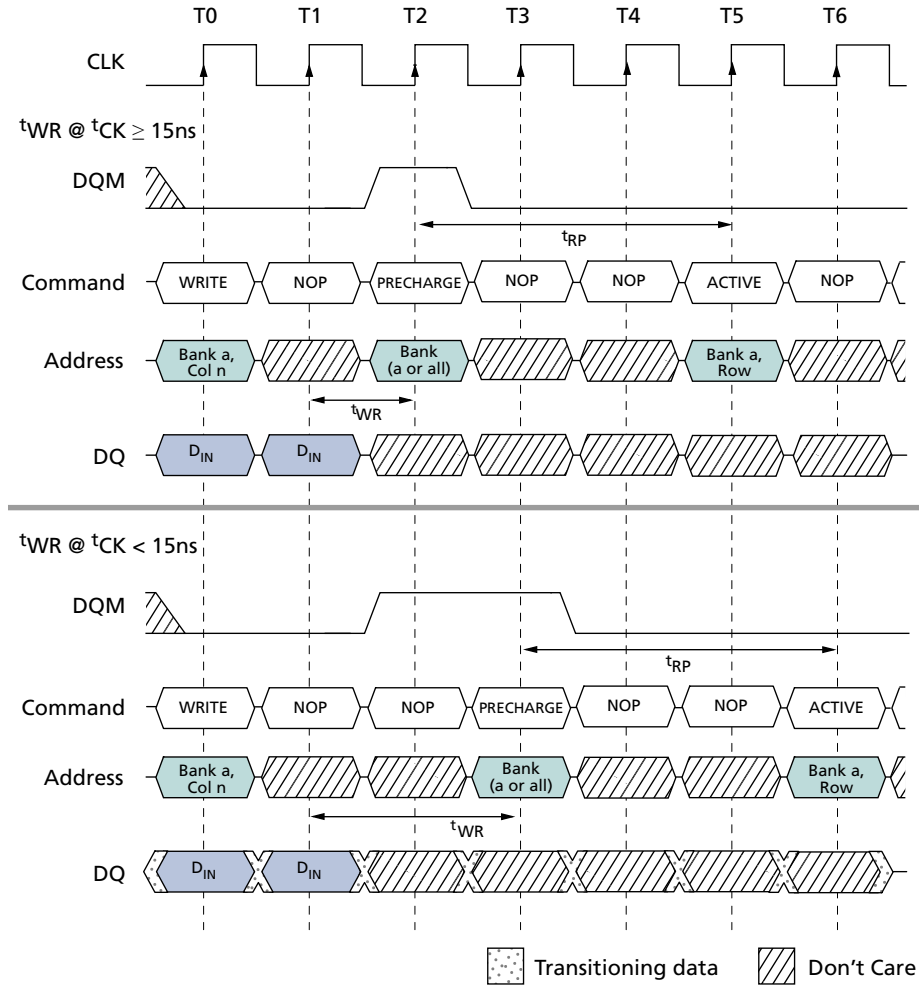 T0 T1 T2 T3 T4 T5 T6
CLK
tWR @ tCK ≥ 15ns
DQM
tRP
Command WRITE NOP PRECHARGE NOP NOP ACTIVE NOP
Address Bank a, Col n Bank (a or all) Bank a, Row
tWR
DQ DIN DIN
tWR @ tCK < 15ns
DQM
tRP
Command WRITE NOP NOP PRECHARGE NOP NOP ACTIVE
Address Bank a, Col n Bank (a or all) Bank a, Row
tWR
DQ DIN DIN
Transitioning data Don't Care